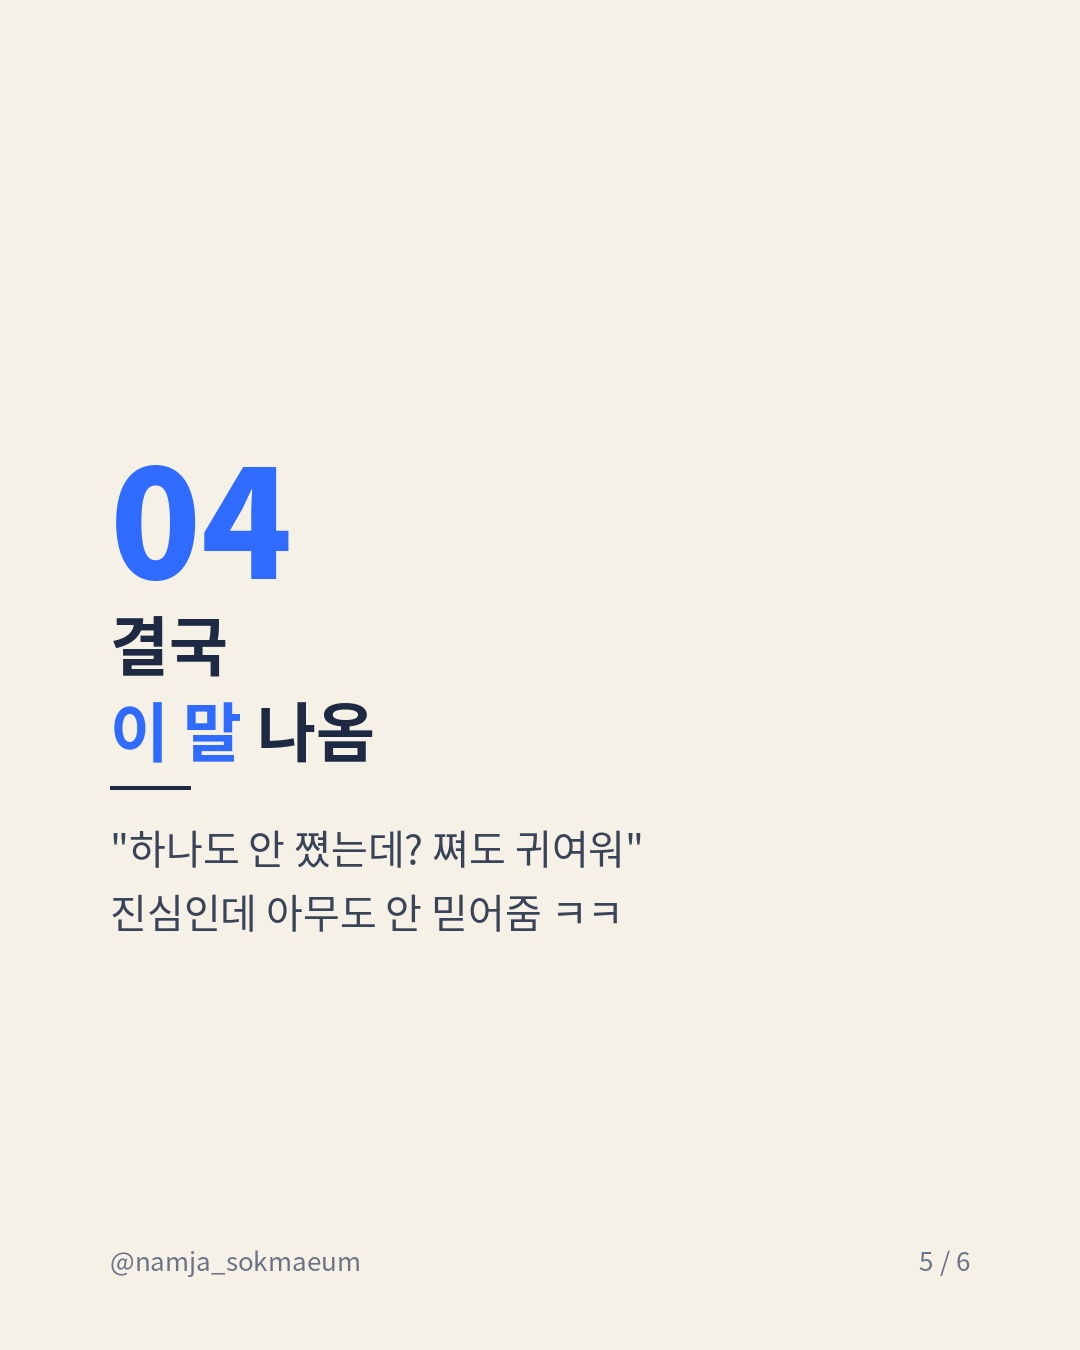 04
결국
이 말 나옴
"하나도 안 쪘는데? 쪄도 귀여워"
진심인데 아무도 안 믿어줌 ㅋㅋ
@namja_sokmaeum
5 / 6